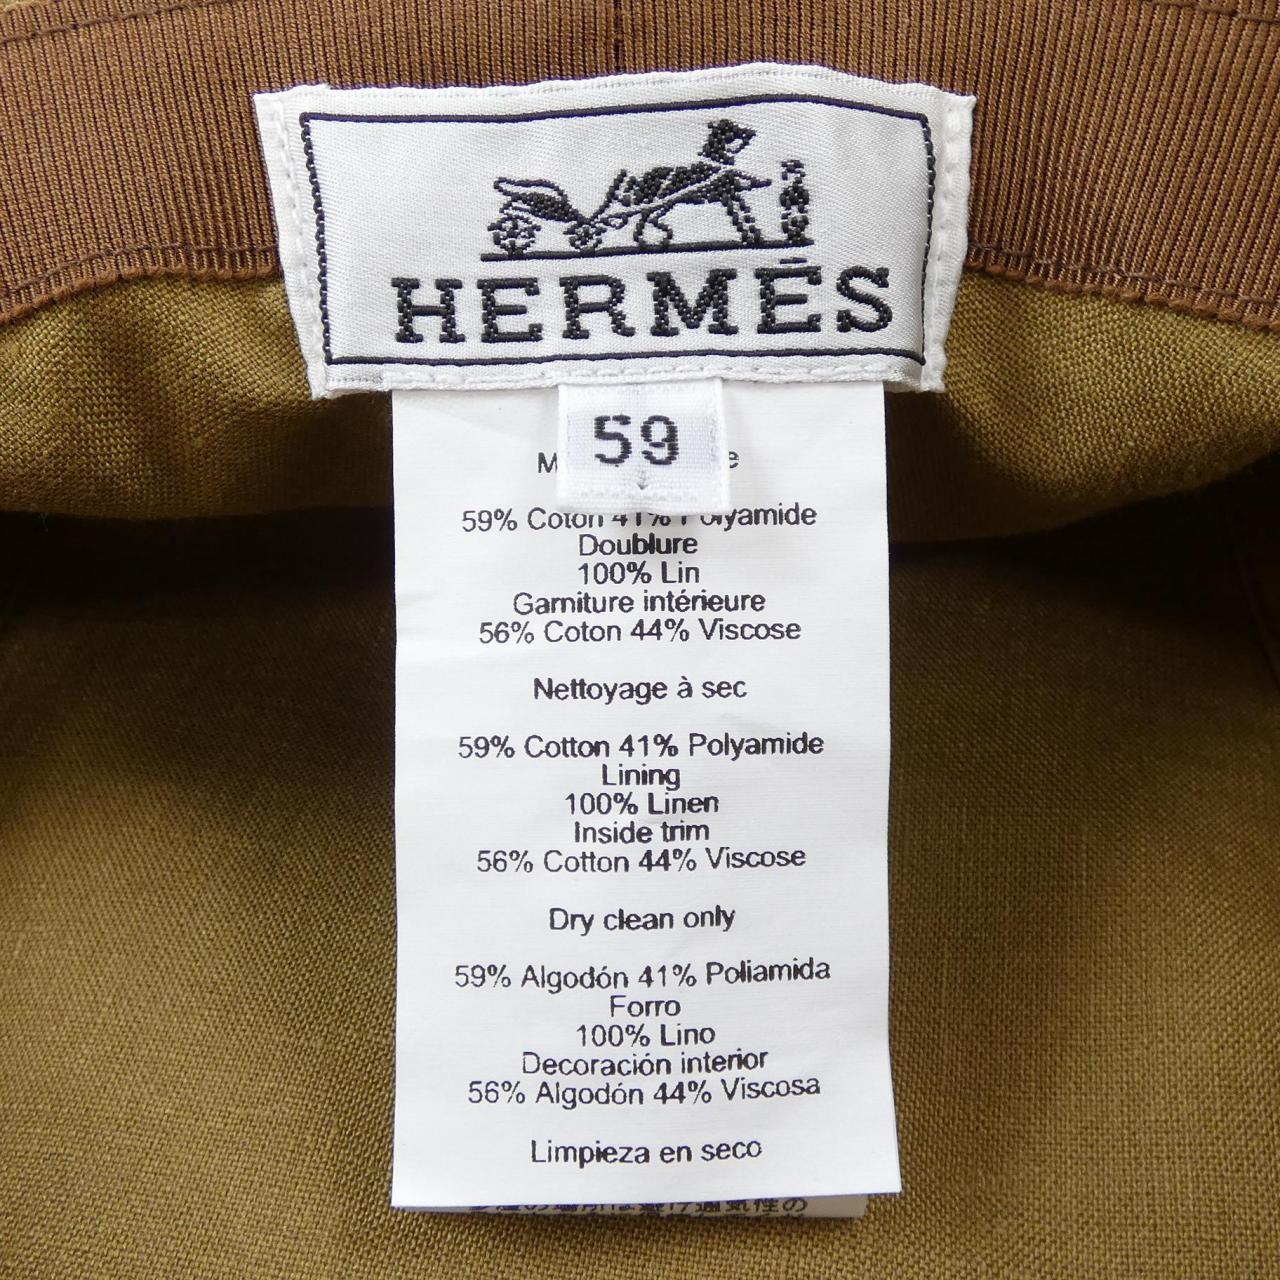 HERMÈS
59
59% Coton 41% Polyamide
Doublure
100% Lin
Garniture intérieure
56% Coton 44% Viscose
Nettoyage à sec
59% Cotton 41% Polyamide
Lining
100% Linen
Inside trim
56% Cotton 44% Viscose
Dry clean only
59% Algodón 41% Poliamida
Forro
100% Lino
Decoración interior
56% Algodón 44% Viscosa
Limpieza en seco